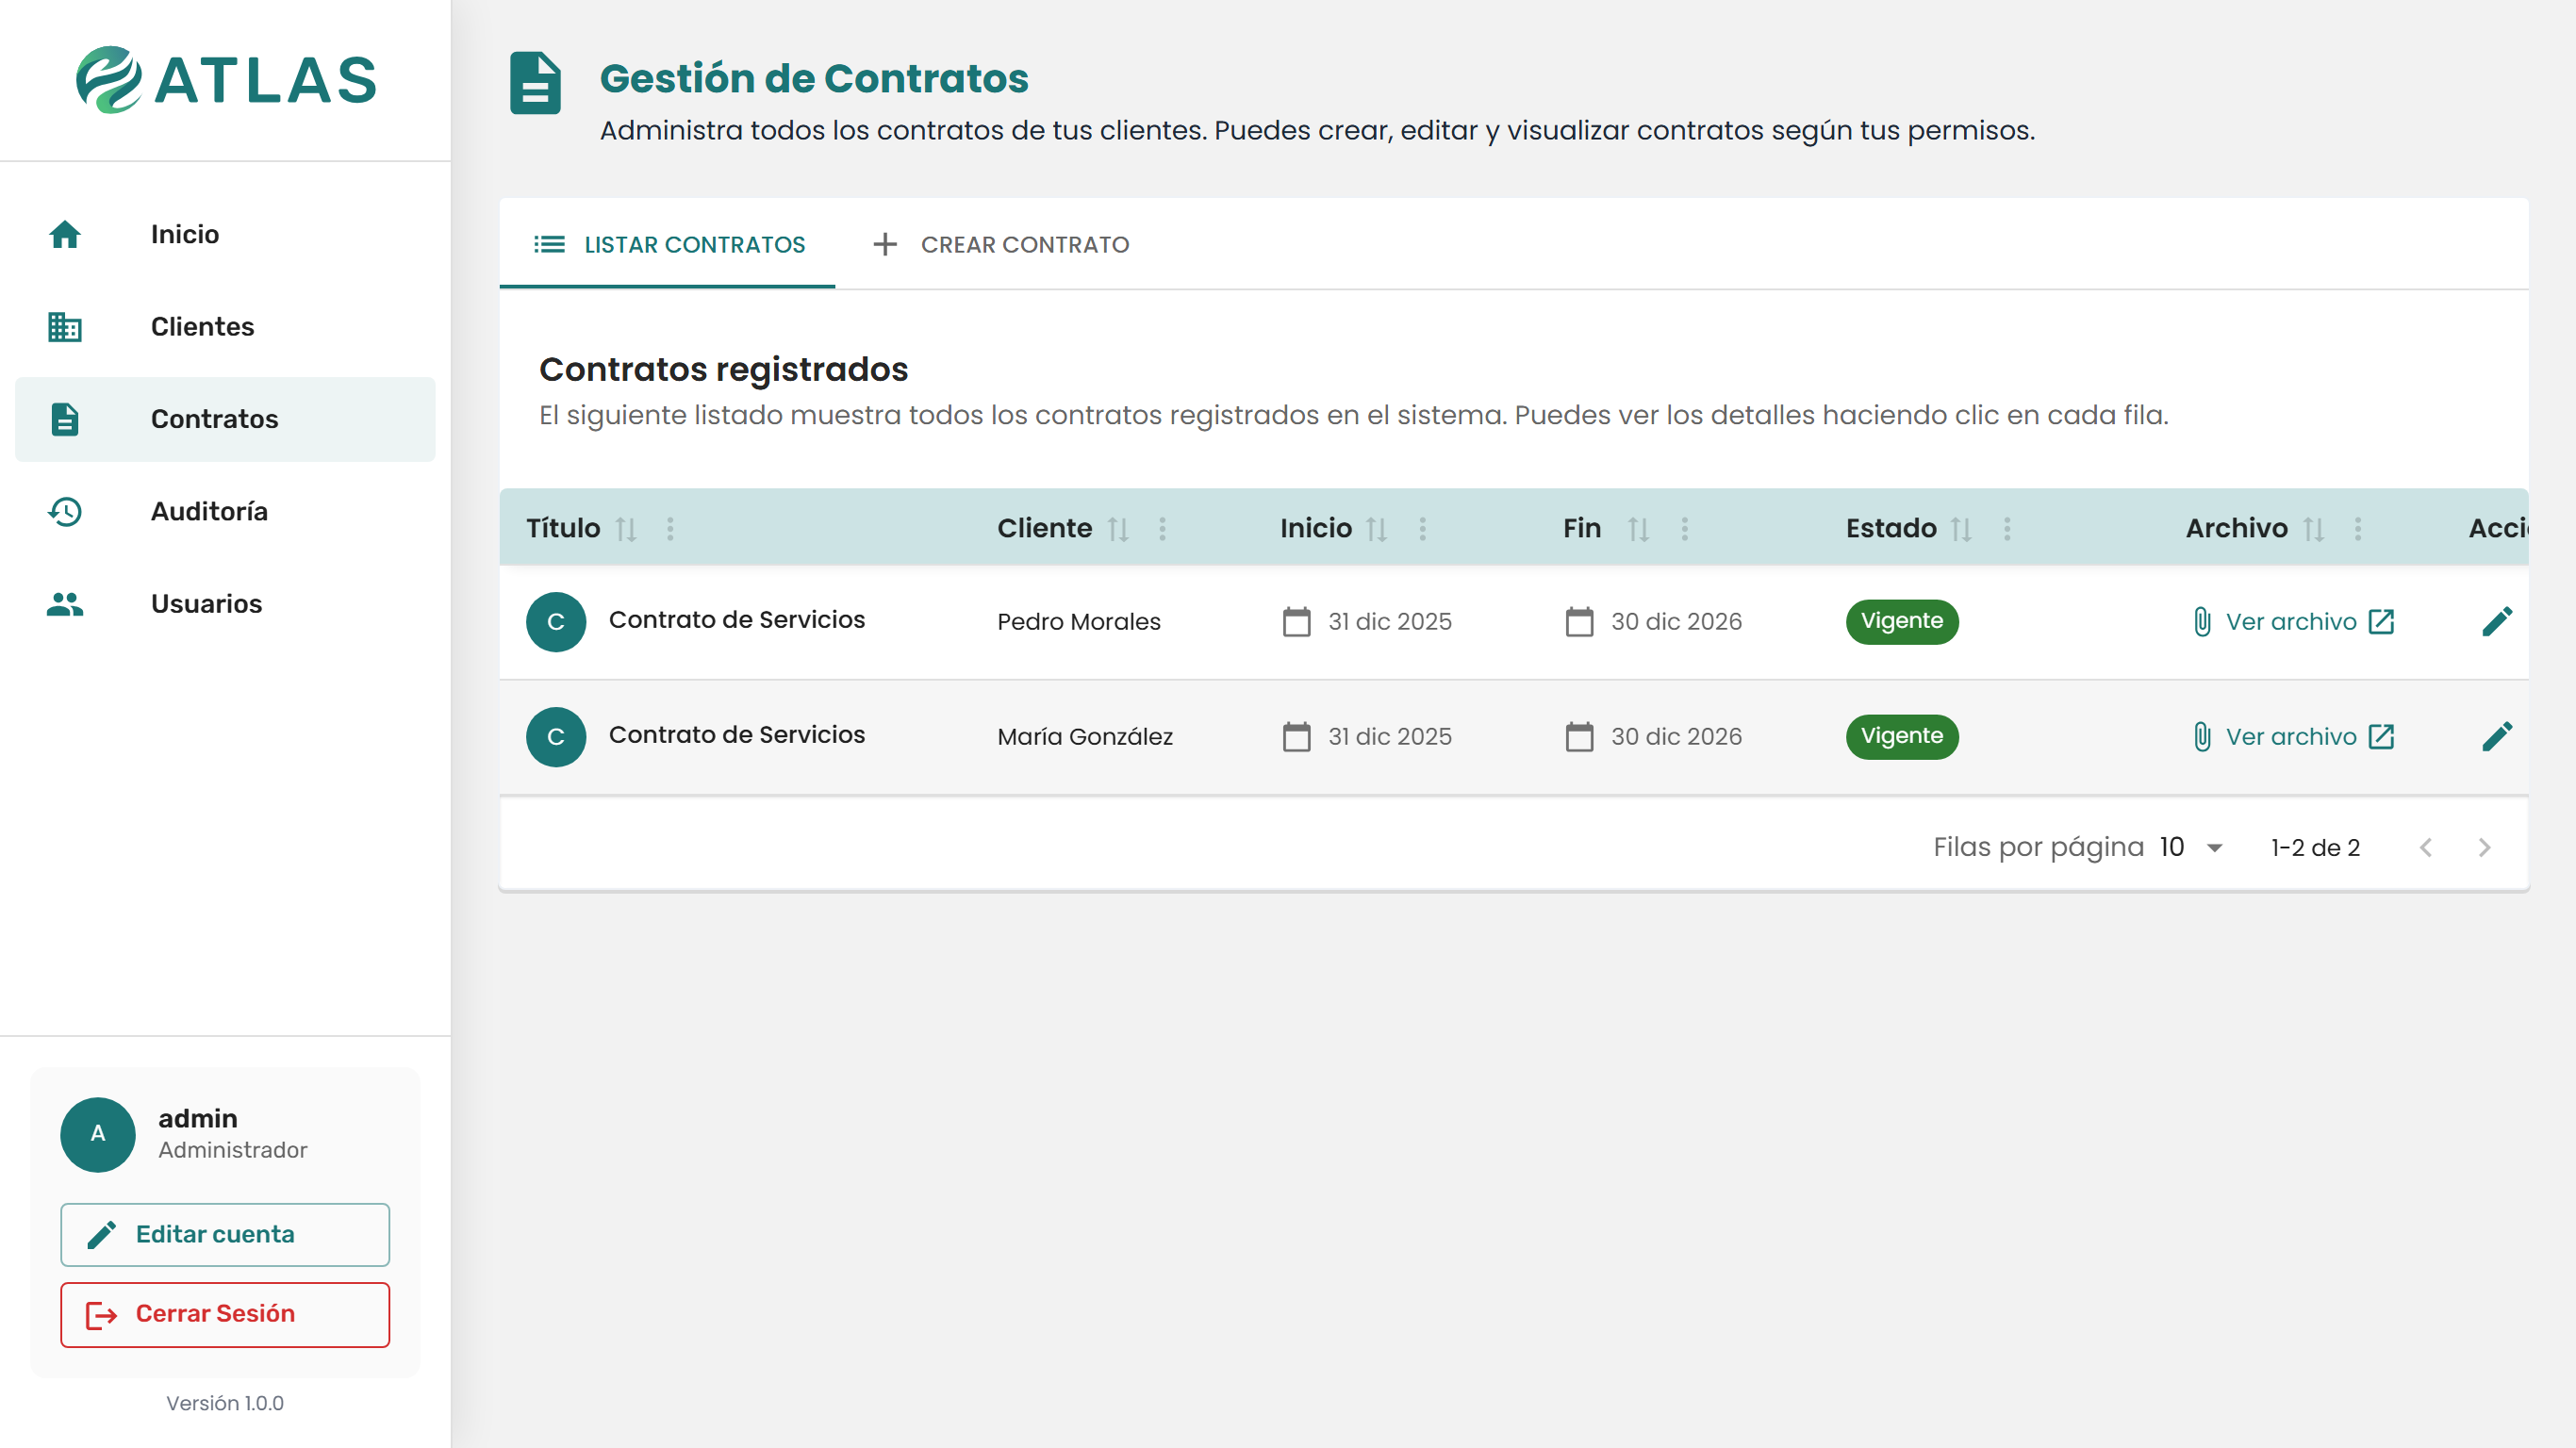 ATLAS
Inicio
Clientes
Contratos
Auditoría
Usuarios
A
admin
Administrador
Editar cuenta
Cerrar Sesión
Versión 1.0.0
Gestión de Contratos
Administra todos los contratos de tus clientes. Puedes crear, editar y visualizar contratos según tus permisos.
LISTAR CONTRATOS CREAR CONTRATO
Contratos registrados
El siguiente listado muestra todos los contratos registrados en el sistema. Puedes ver los detalles haciendo clic en cada fila.
Título Cliente Inicio Fin Estado Archivo Acci
C Contrato de Servicios Pedro Morales 31 dic 2025 30 dic 2026 Vigente Ver archivo
C Contrato de Servicios María González 31 dic 2025 30 dic 2026 Vigente Ver archivo
Filas por página 10 1-2 de 2